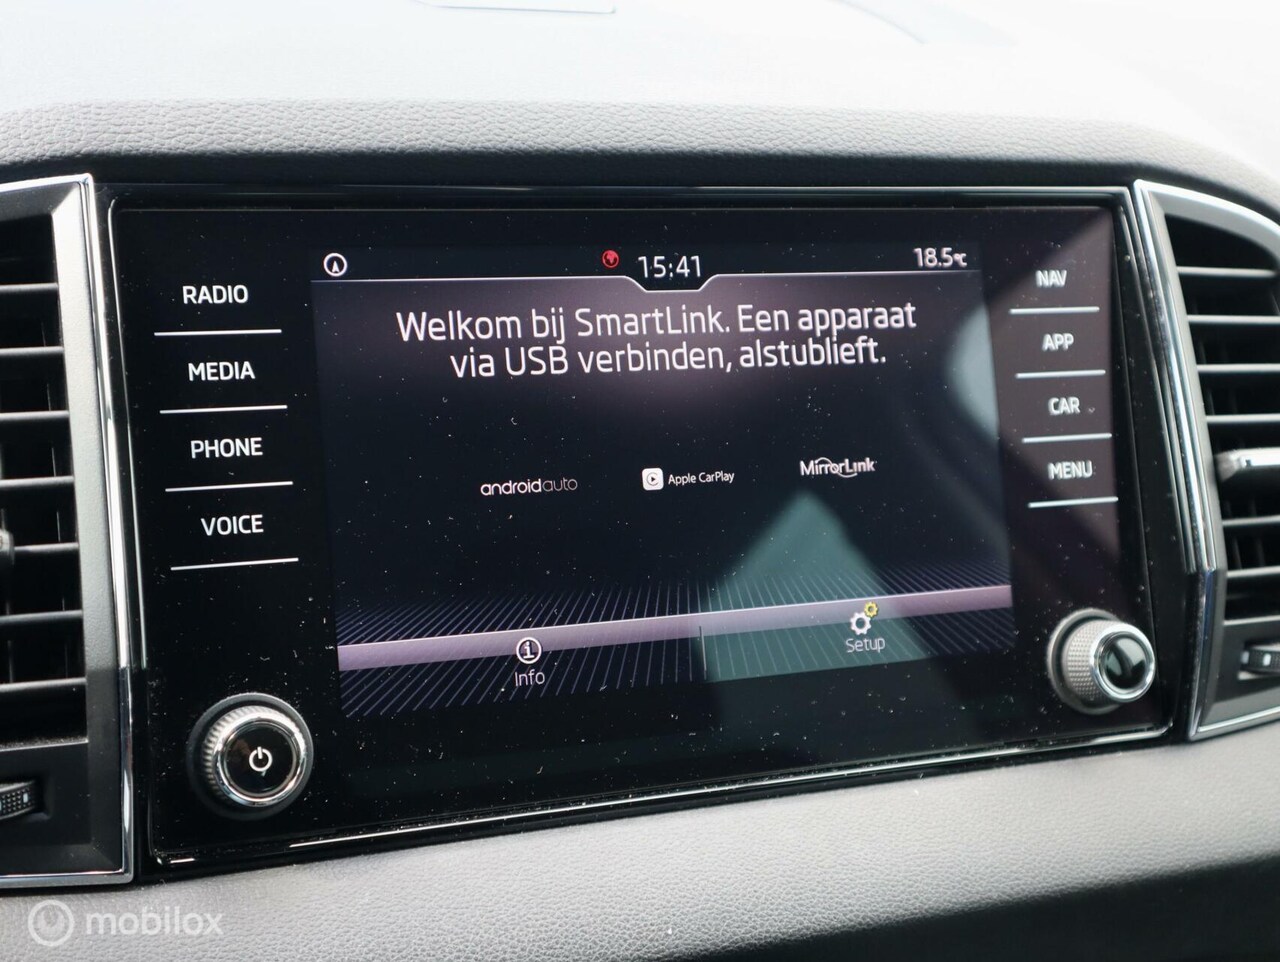 15:41
18.5°C
RADIO
MEDIA
PHONE
VOICE
Welkom bij SmartLink. Een apparaat
via USB verbinden, alstublieft.
androidauto
Apple CarPlay
MirrorLink
Info
Setup
NAV
APP
CAR
MENU
mobilox